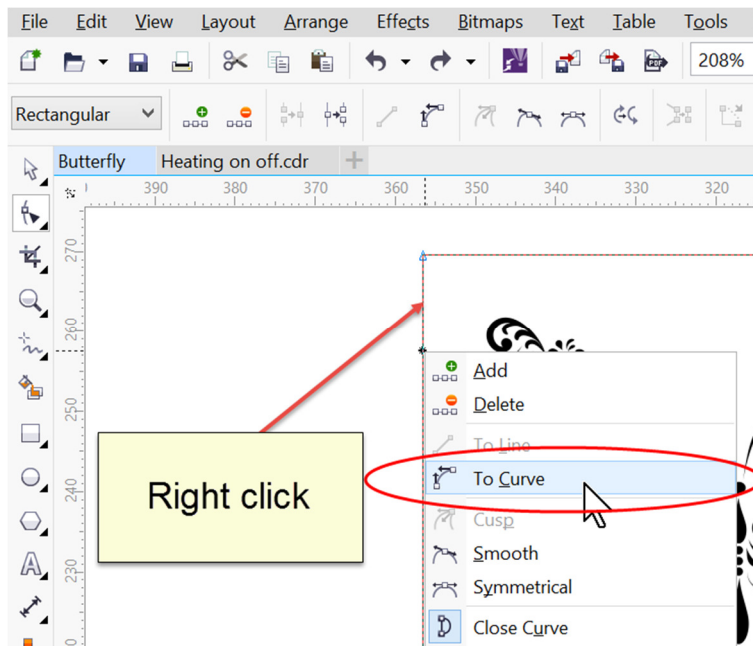 File Edit View Layout Arrange Effects Bitmaps Text Table Tools
PDF 208%
Rectangular
Butterfly Heating on off.cdr
390 380 370 360 350 340 330 320
270
260
250
240
230
Add
Delete
To Line
To Curve
Cusp
Smooth
Symmetrical
Close Curve
Right click